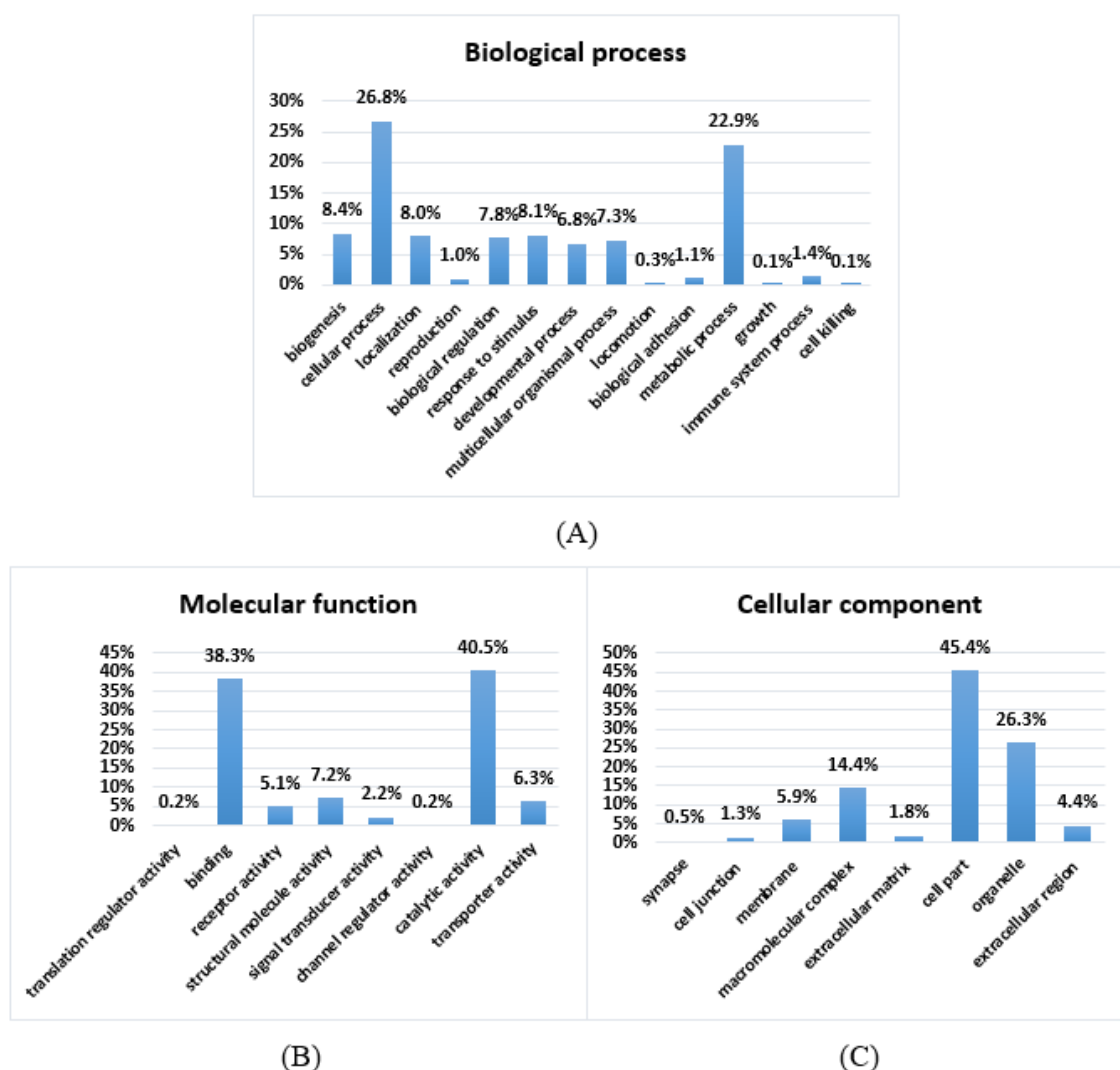 Biological process
30%
25%
20%
15%
10%
5%
0%
8.4%
26.8%
8.0%
1.0%
7.8%
8.1%
6.8%
7.3%
0.3%
1.1%
22.9%
0.1%
1.4%
0.1%
biogenesis
cellular process
localization
reproduction
biological regulation
response to stimulus
developmental process
multicellular organismal process
locomotion
biological adhesion
metabolic process
growth
immune system process
cell killing
(A)
Molecular function
45%
40%
35%
30%
25%
20%
15%
10%
5%
0%
0.2%
38.3%
5.1%
7.2%
2.2%
0.2%
40.5%
6.3%
translation regulator activity
binding
receptor activity
structural molecule activity
signal transducer activity
channel regulator activity
catalytic activity
transporter activity
(B)
Cellular component
50%
45%
40%
35%
30%
25%
20%
15%
10%
5%
0%
0.5%
1.3%
5.9%
14.4%
1.8%
45.4%
26.3%
4.4%
synapse
cell junction
membrane
macromolecular complex
extracellular matrix
cell part
organelle
extracellular region
(C)